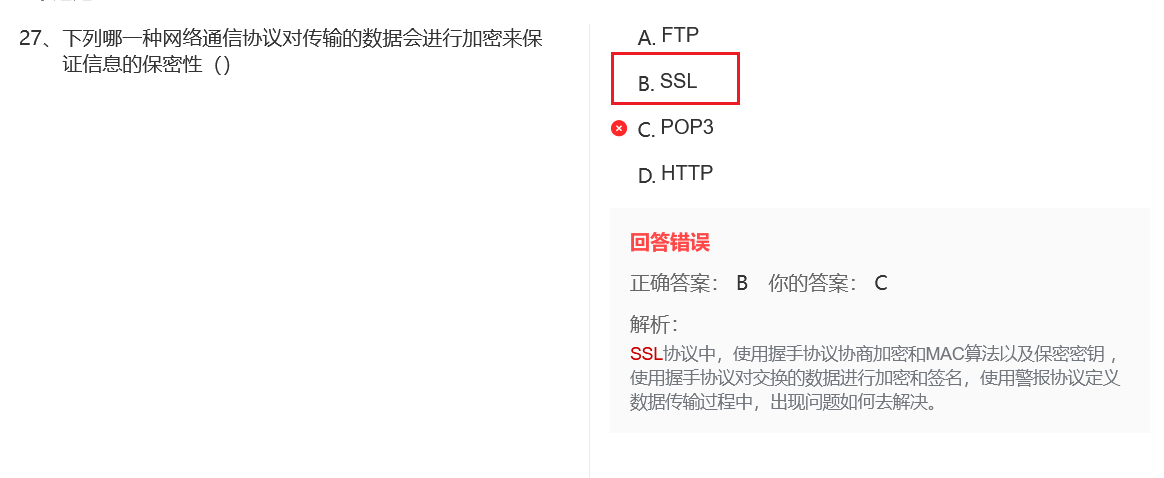 27、下列哪一种网络通信协议对传输的数据会进行加密来保
证信息的保密性（）
A. FTP
B. SSL
C. POP3
D. HTTP
回答错误
正确答案： B 你的答案： C
解析：
SSL协议中，使用握手协议协商加密和MAC算法以及保密密钥，
使用握手协议对交换的数据进行加密和签名，使用警报协议定义
数据传输过程中，出现问题如何去解决。